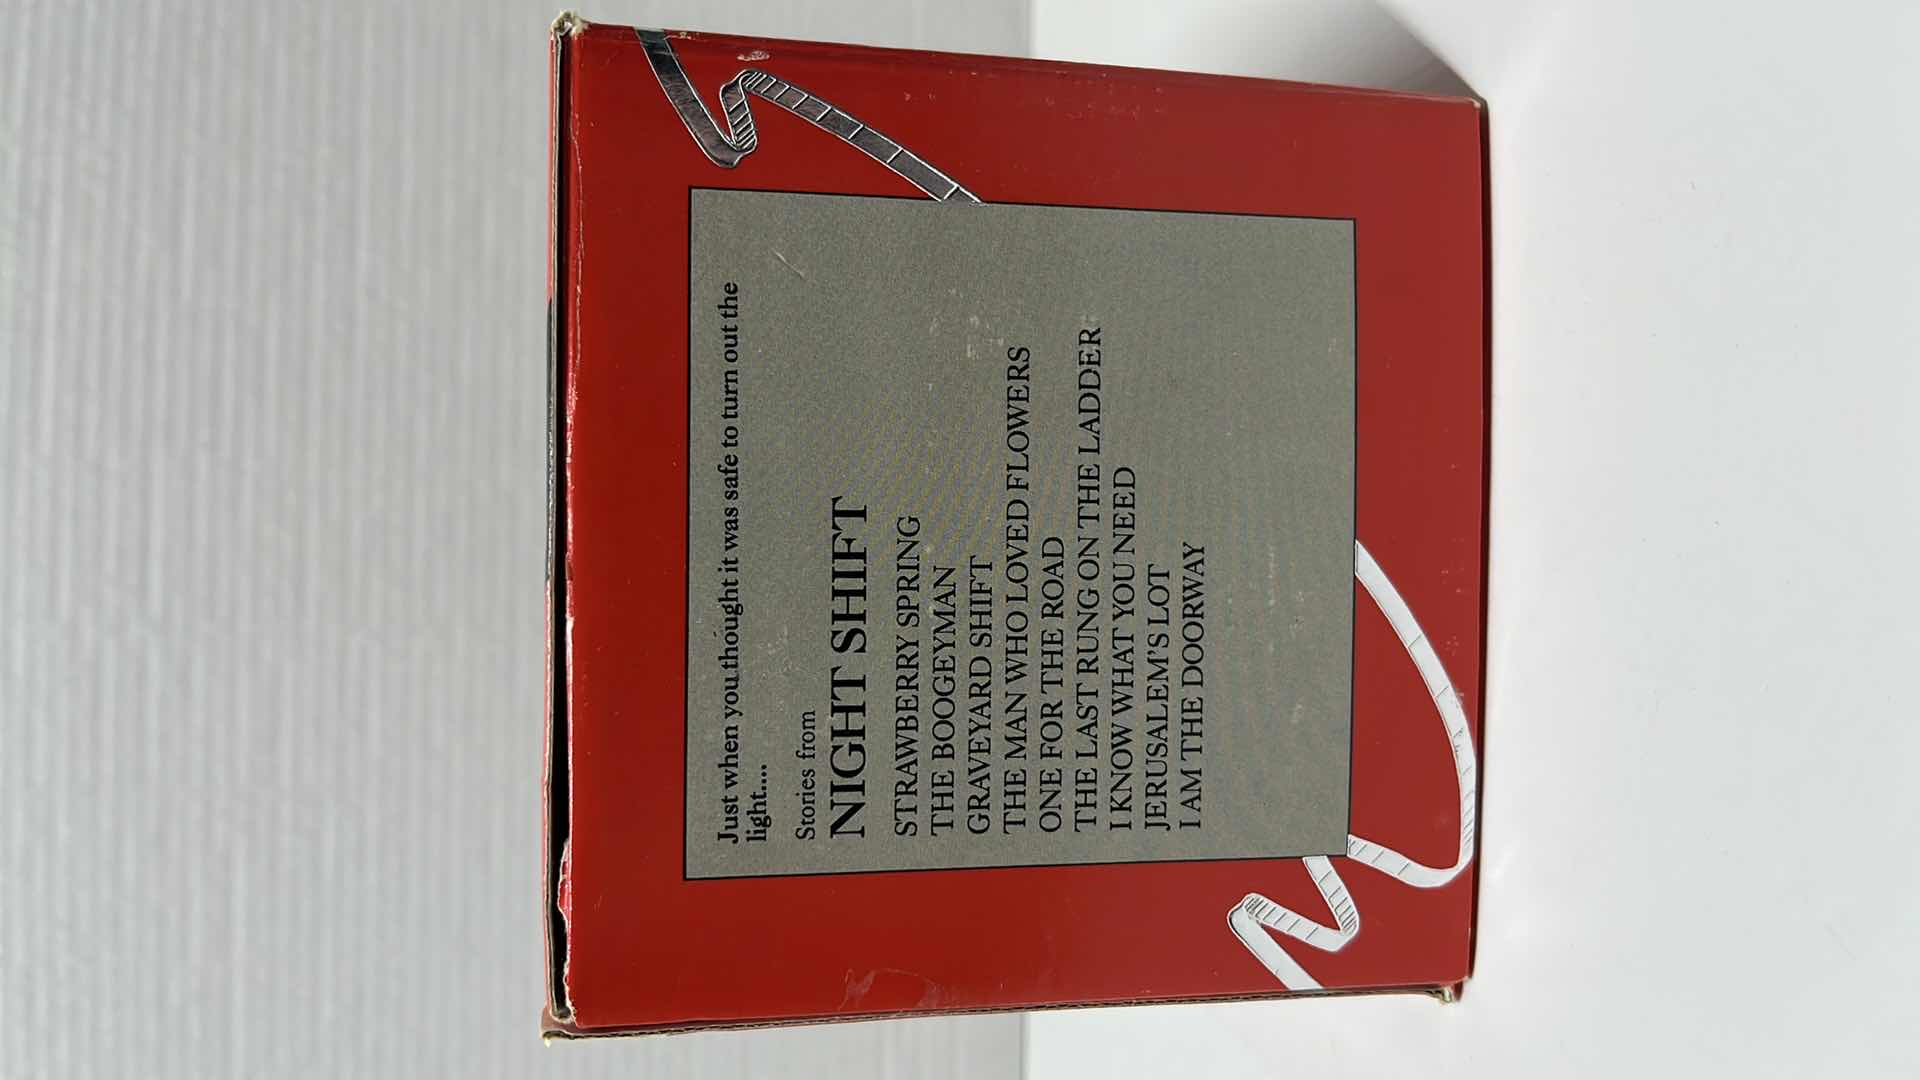 Just when you thought it was safe to turn out the
light....
Stories from
NIGHT SHIFT
STRAWBERRY SPRING
THE BOOGEYMAN
GRAVEYARD SHIFT
THE MAN WHO LOVED FLOWERS
ONE FOR THE ROAD
THE LAST RUNG ON THE LADDER
I KNOW WHAT YOU NEED
JERUSALEM'S LOT
I AM THE DOORWAY